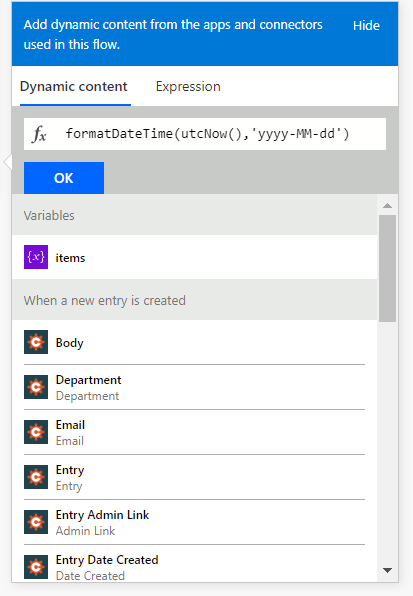 Add dynamic content from the apps and connectors
Hide
used in this flow.
Dynamic content
Expression
fx formatDateTime(utcNow(),'yyyy-MM-dd')
OK
Variables
{x} items
When a new entry is created
Body
Department
Department
Email
Email
Entry
Entry
Entry Admin Link
Admin Link
Entry Date Created
Date Created